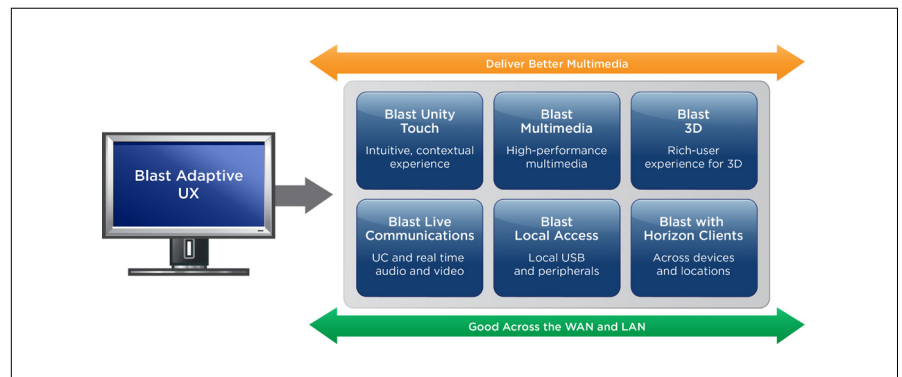 Deliver Better Multimedia
Blast Adaptive
UX
Blast Unity
Touch
Intuitive, contextual
experience
Blast
Multimedia
High-performance
multimedia
Blast
3D
Rich-user
experience for 3D
Blast Live
Communications
UC and real time
audio and video
Blast
Local Access
Local USB
and peripherals
Blast with
Horizon Clients
Across devices
and locations
Good Across the WAN and LAN